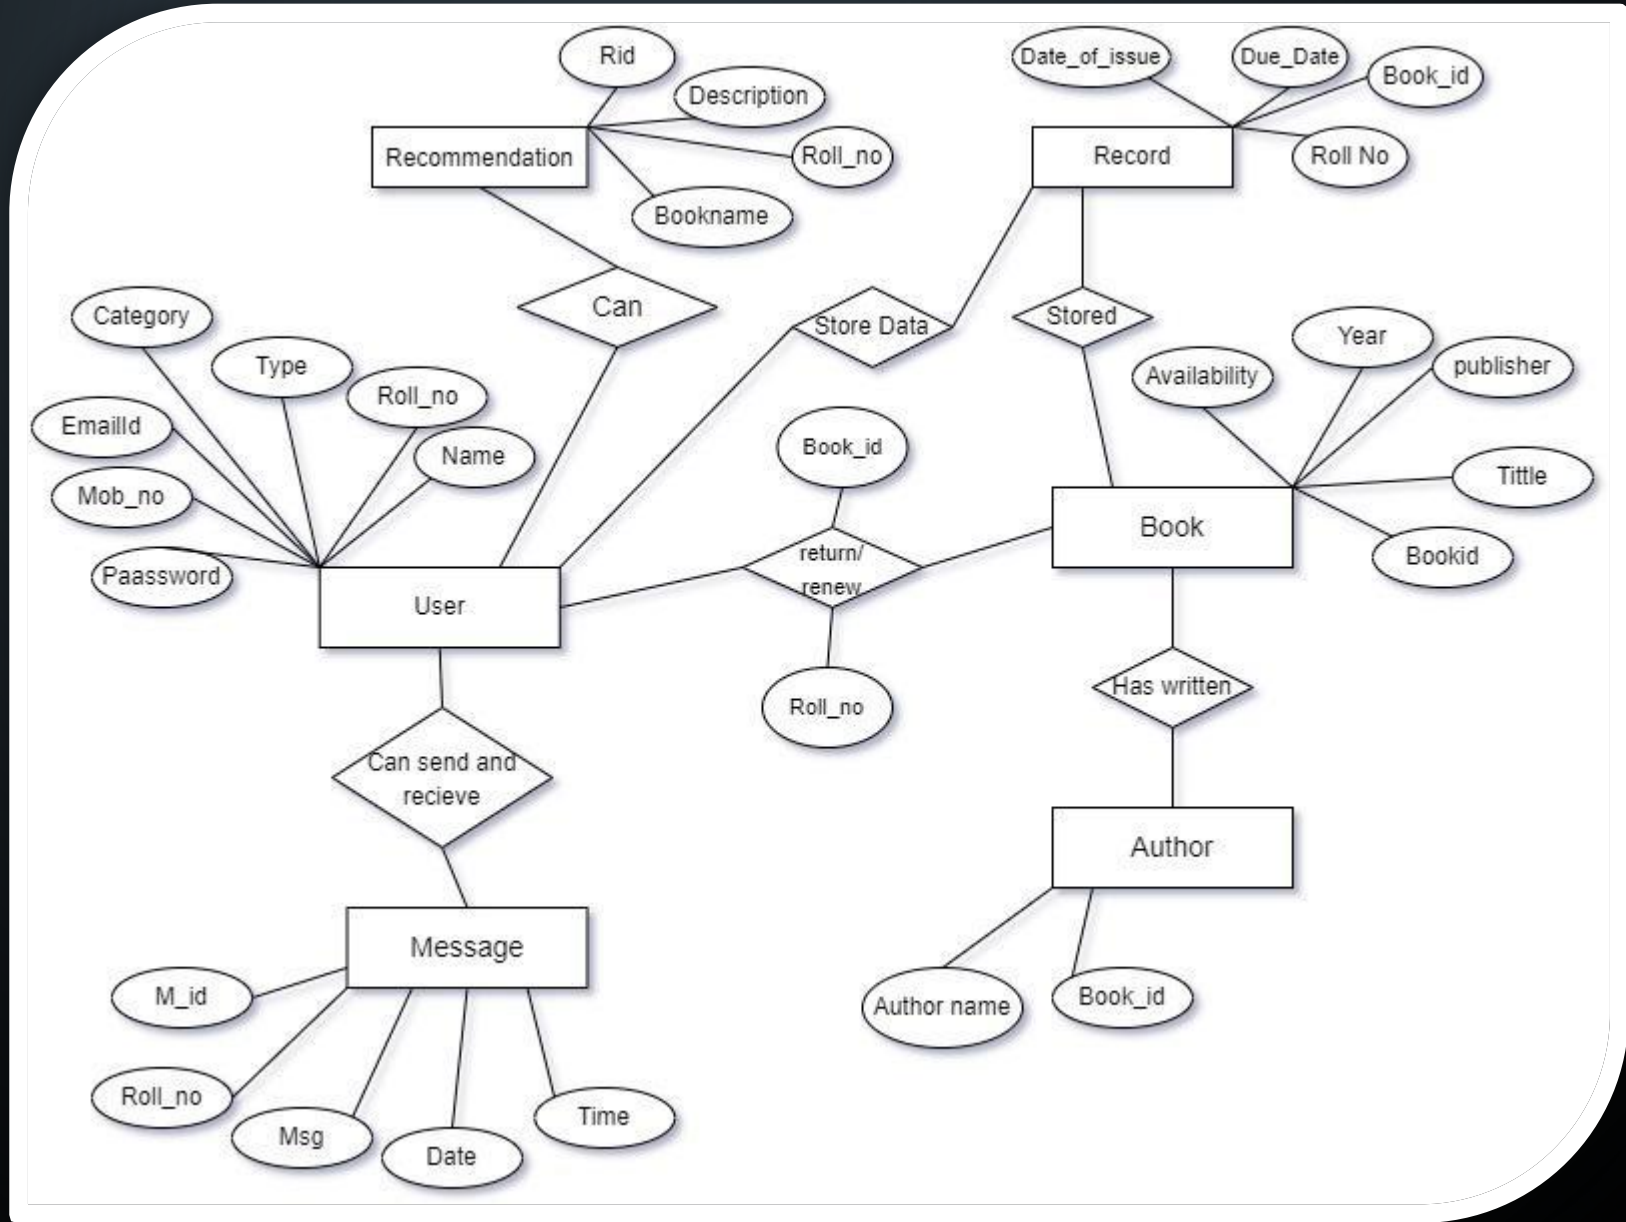 Rid
Description
Recommendation
Roll_no
Bookname
Date_of_issue
Due_Date
Book_id
Record
Roll No
Can
Store Data
Stored
Category
Type
Roll_no
EmailId
Name
Mob_no
Paassword
User
Availability
Year
publisher
Tittle
Book
Bookid
Book_id
return/
renew
Roll_no
Has written
Can send and
recieve
Author
Author name
Book_id
Message
M_id
Roll_no
Msg
Date
Time